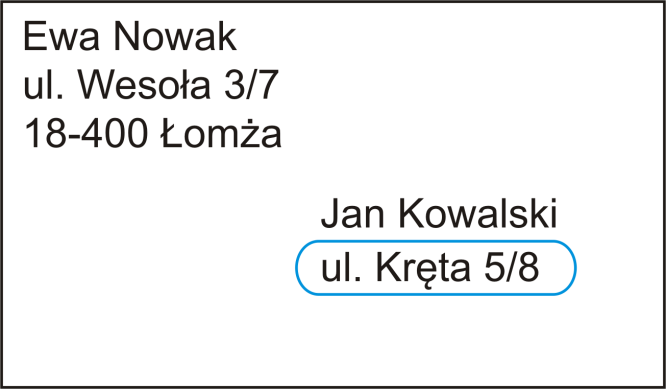 Ewa Nowak
ul. Wesoła 3/7
18-400 Łomża
Jan Kowalski
ul. Kręta 5/8